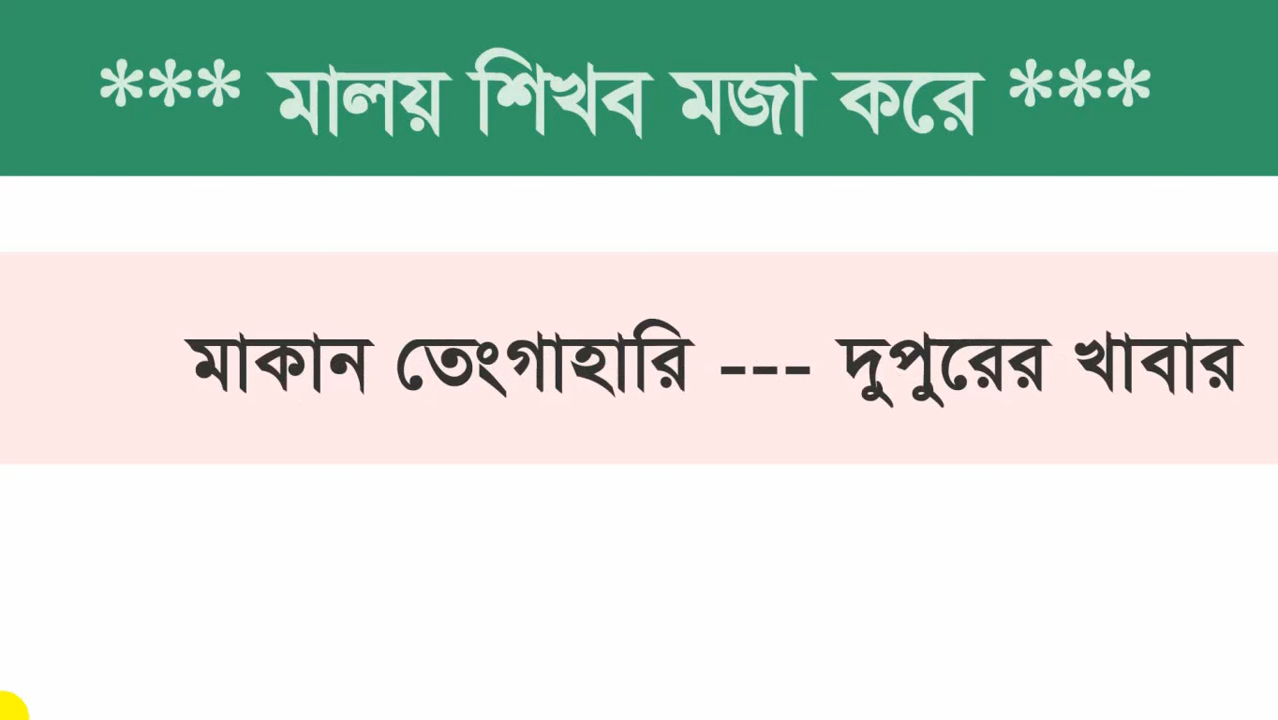 *** মালয় শিখব মজা করে ***
মাকান তেংগাহারি --- দুপুরের খাবার